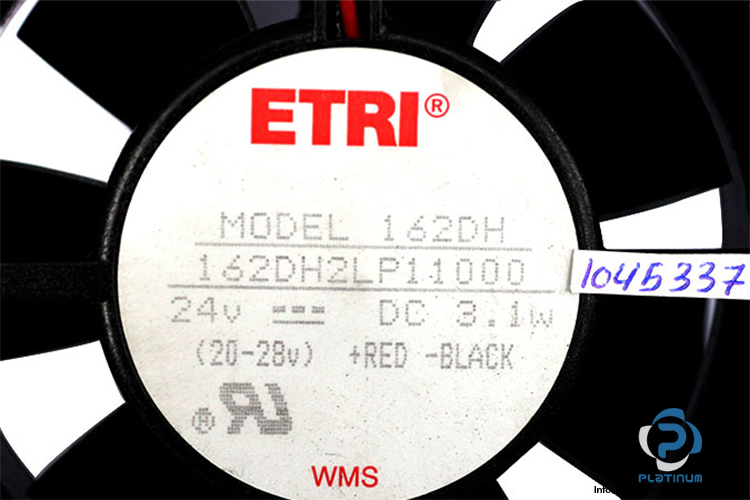 ETRI®
MODEL 162DH
162DH2LP11000
1045337
24v DC 3.1w
(20-28v) +RED -BLACK
®
WMS
PLATINUM